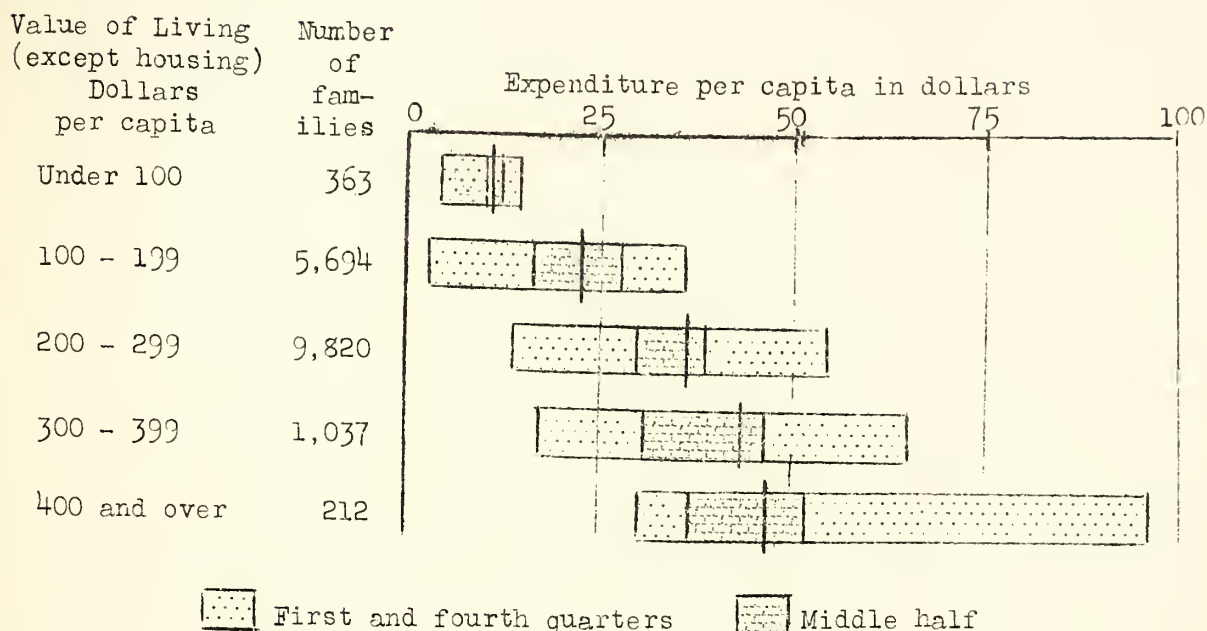 Value of Living
(except housing)
Dollars
per capita
Number
of
fam-
ilies
Expenditure per capita in dollars
0 25 50 75 100
Under 100 363
100 - 199 5,694
200 - 299 9,820
300 - 399 1,037
400 and over 212
First and fourth quarters Middle half